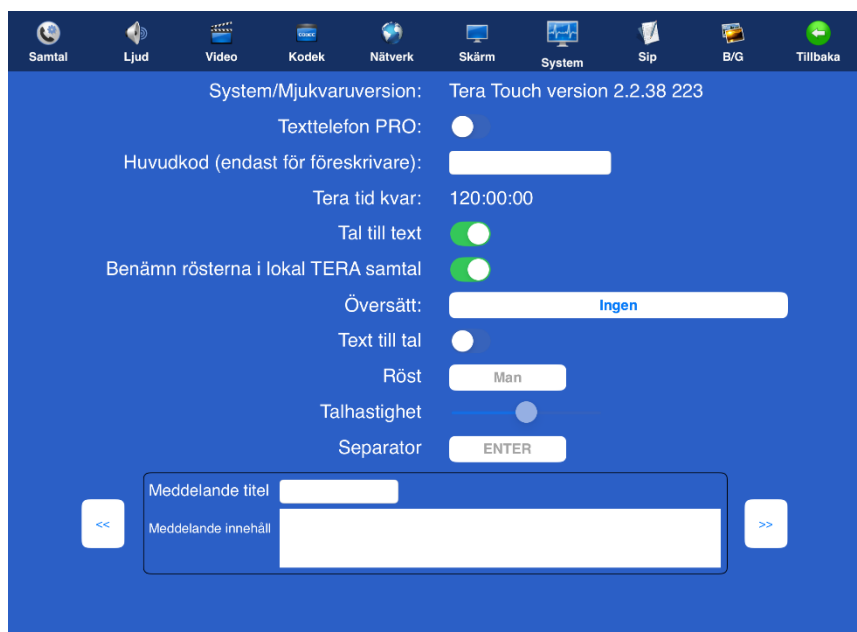 Samtal Ljud Video Kodek Nätverk Skärm System Sip B/G Tillbaka
System/Mjukvaruversion: Tera Touch version 2.2.38 223
Texttelefon PRO:
Huvudkod (endast för föreskrivare):
Tera tid kvar: 120:00:00
Tal till text
Benämn rösterna i lokal TERA samtal
Översätt: Ingen
Text till tal
Röst Man
Talhastighet
Separator ENTER
Meddelande titel
<< Meddelande innehåll >>